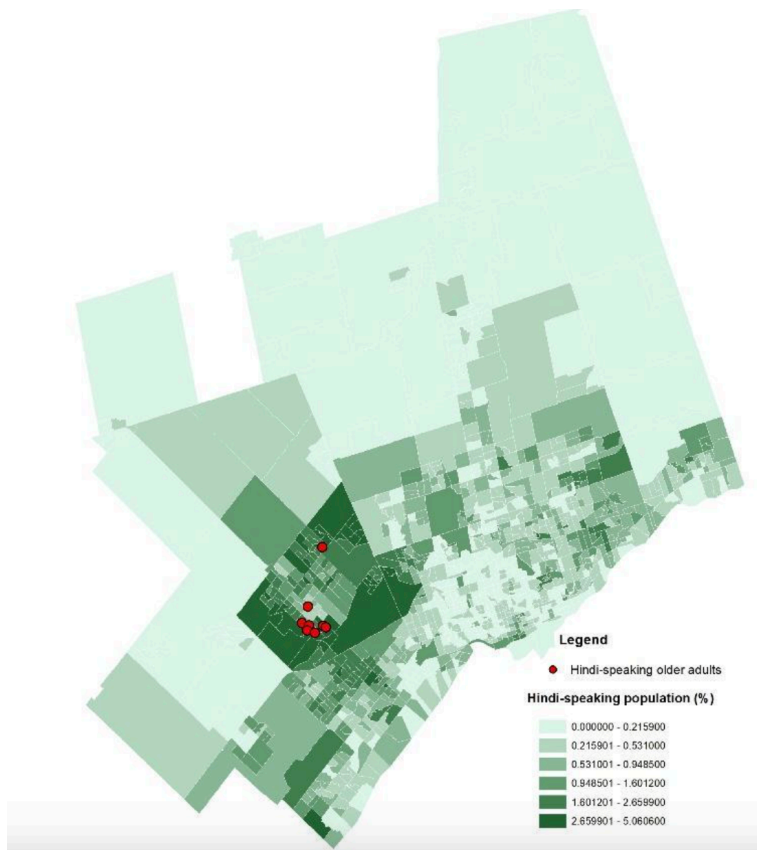 Legend
Hindi-speaking older adults
Hindi-speaking population (%)
0.000000 - 0.215900
0.215901 - 0.531000
0.531001 - 0.948500
0.948501 - 1.601200
1.601201 - 2.659900
2.659901 - 5.060600